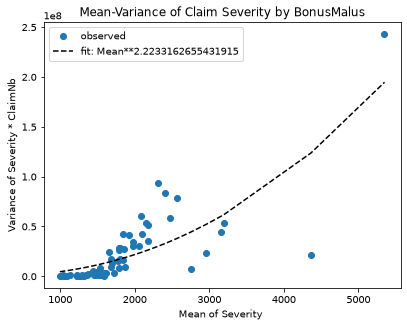 Mean-Variance of Claim Severity by BonusMalus
1e8
observed
fit: Mean**2.2233162655431915
2.5
2.0
1.5
1.0
0.5
0.0
Variance of Severity * ClaimNb
1000 2000 3000 4000 5000
Mean of Severity